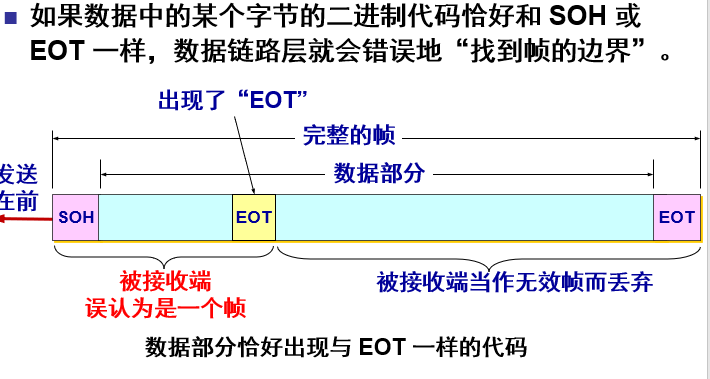 如果数据中的某个字节的二进制代码恰好和 SOH 或
EOT 一样，数据链路层就会错误地“找到帧的边界”。
出现了“EOT”
完整的帧
数据部分
发送
在前
SOH
EOT
EOT
被接收端
误认为是一个帧
被接收端当作无效帧而丢弃
数据部分恰好出现与 EOT 一样的代码